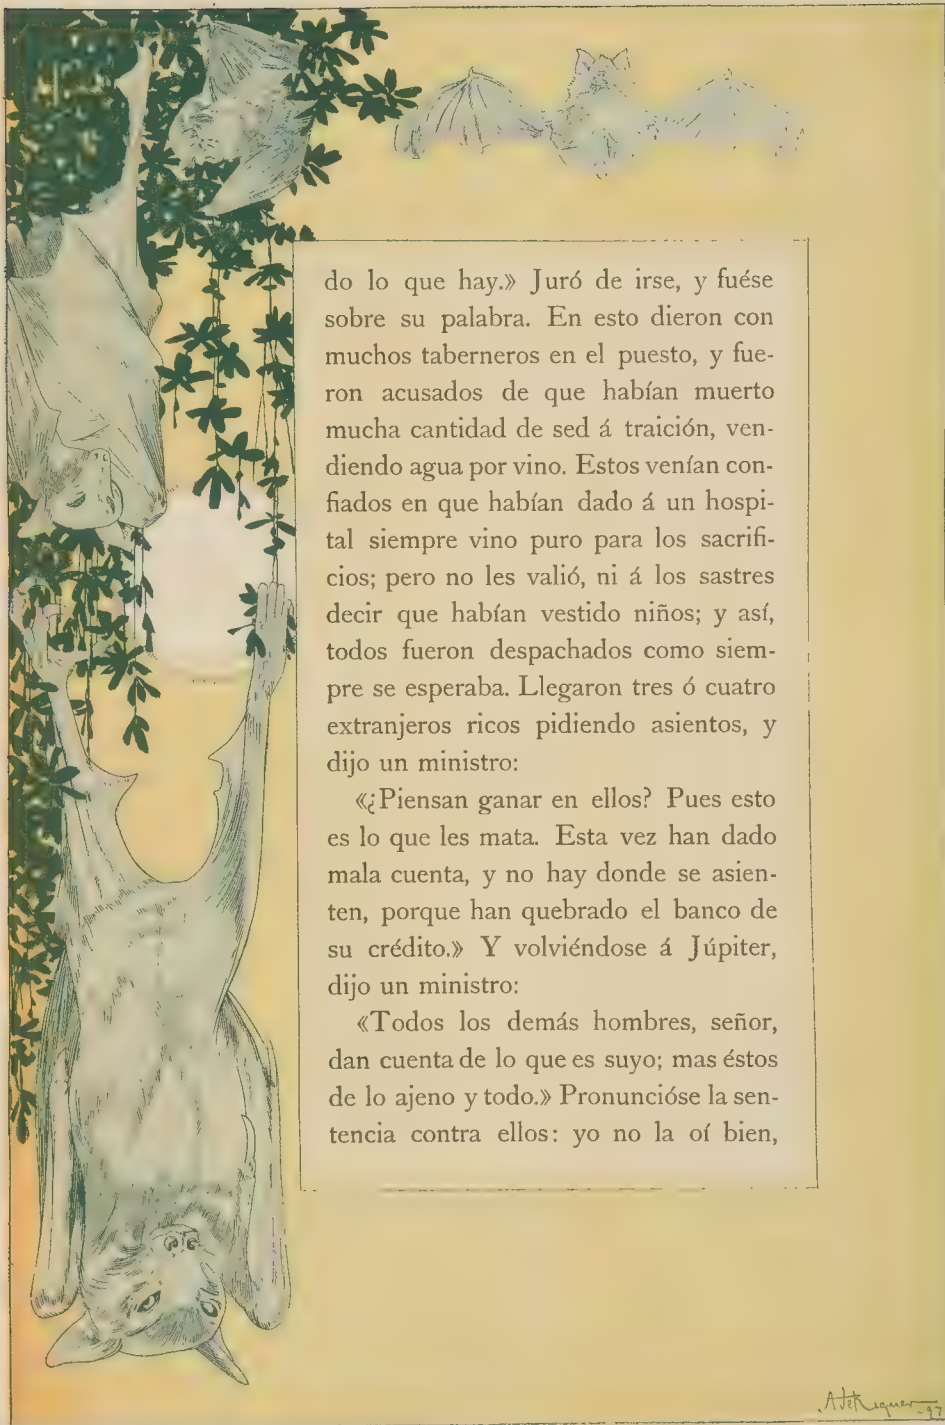 do lo que hay.» Juró de irse, y fuése
sobre su palabra. En esto dieron con
muchos taberneros en el puesto, y fue-
ron acusados de que habían muerto
mucha cantidad de sed á traición, ven-
diendo agua por vino. Estos venían con-
fiados en que habían dado á un hospi-
tal siempre vino puro para los sacrifi-
cios; pero no les valió, ni á los sastres
decir que habían vestido niños; y así,
todos fueron despachados como siem-
pre se esperaba. Llegaron tres ó cuatro
extranjeros ricos pidiendo asientos, y
dijo un ministro:
«¿Piensan ganar en ellos? Pues esto
es lo que les mata. Esta vez han dado
mala cuenta, y no hay donde se asien-
ten, porque han quebrado el banco de
su crédito.» Y volviéndose á Júpiter,
dijo un ministro:
«Todos los demás hombres, señor,
dan cuenta de lo que es suyo; mas éstos
de lo ajeno y todo.» Pronuncióse la sen-
tencia contra ellos: yo no la oí bien,
A de Riquer -97